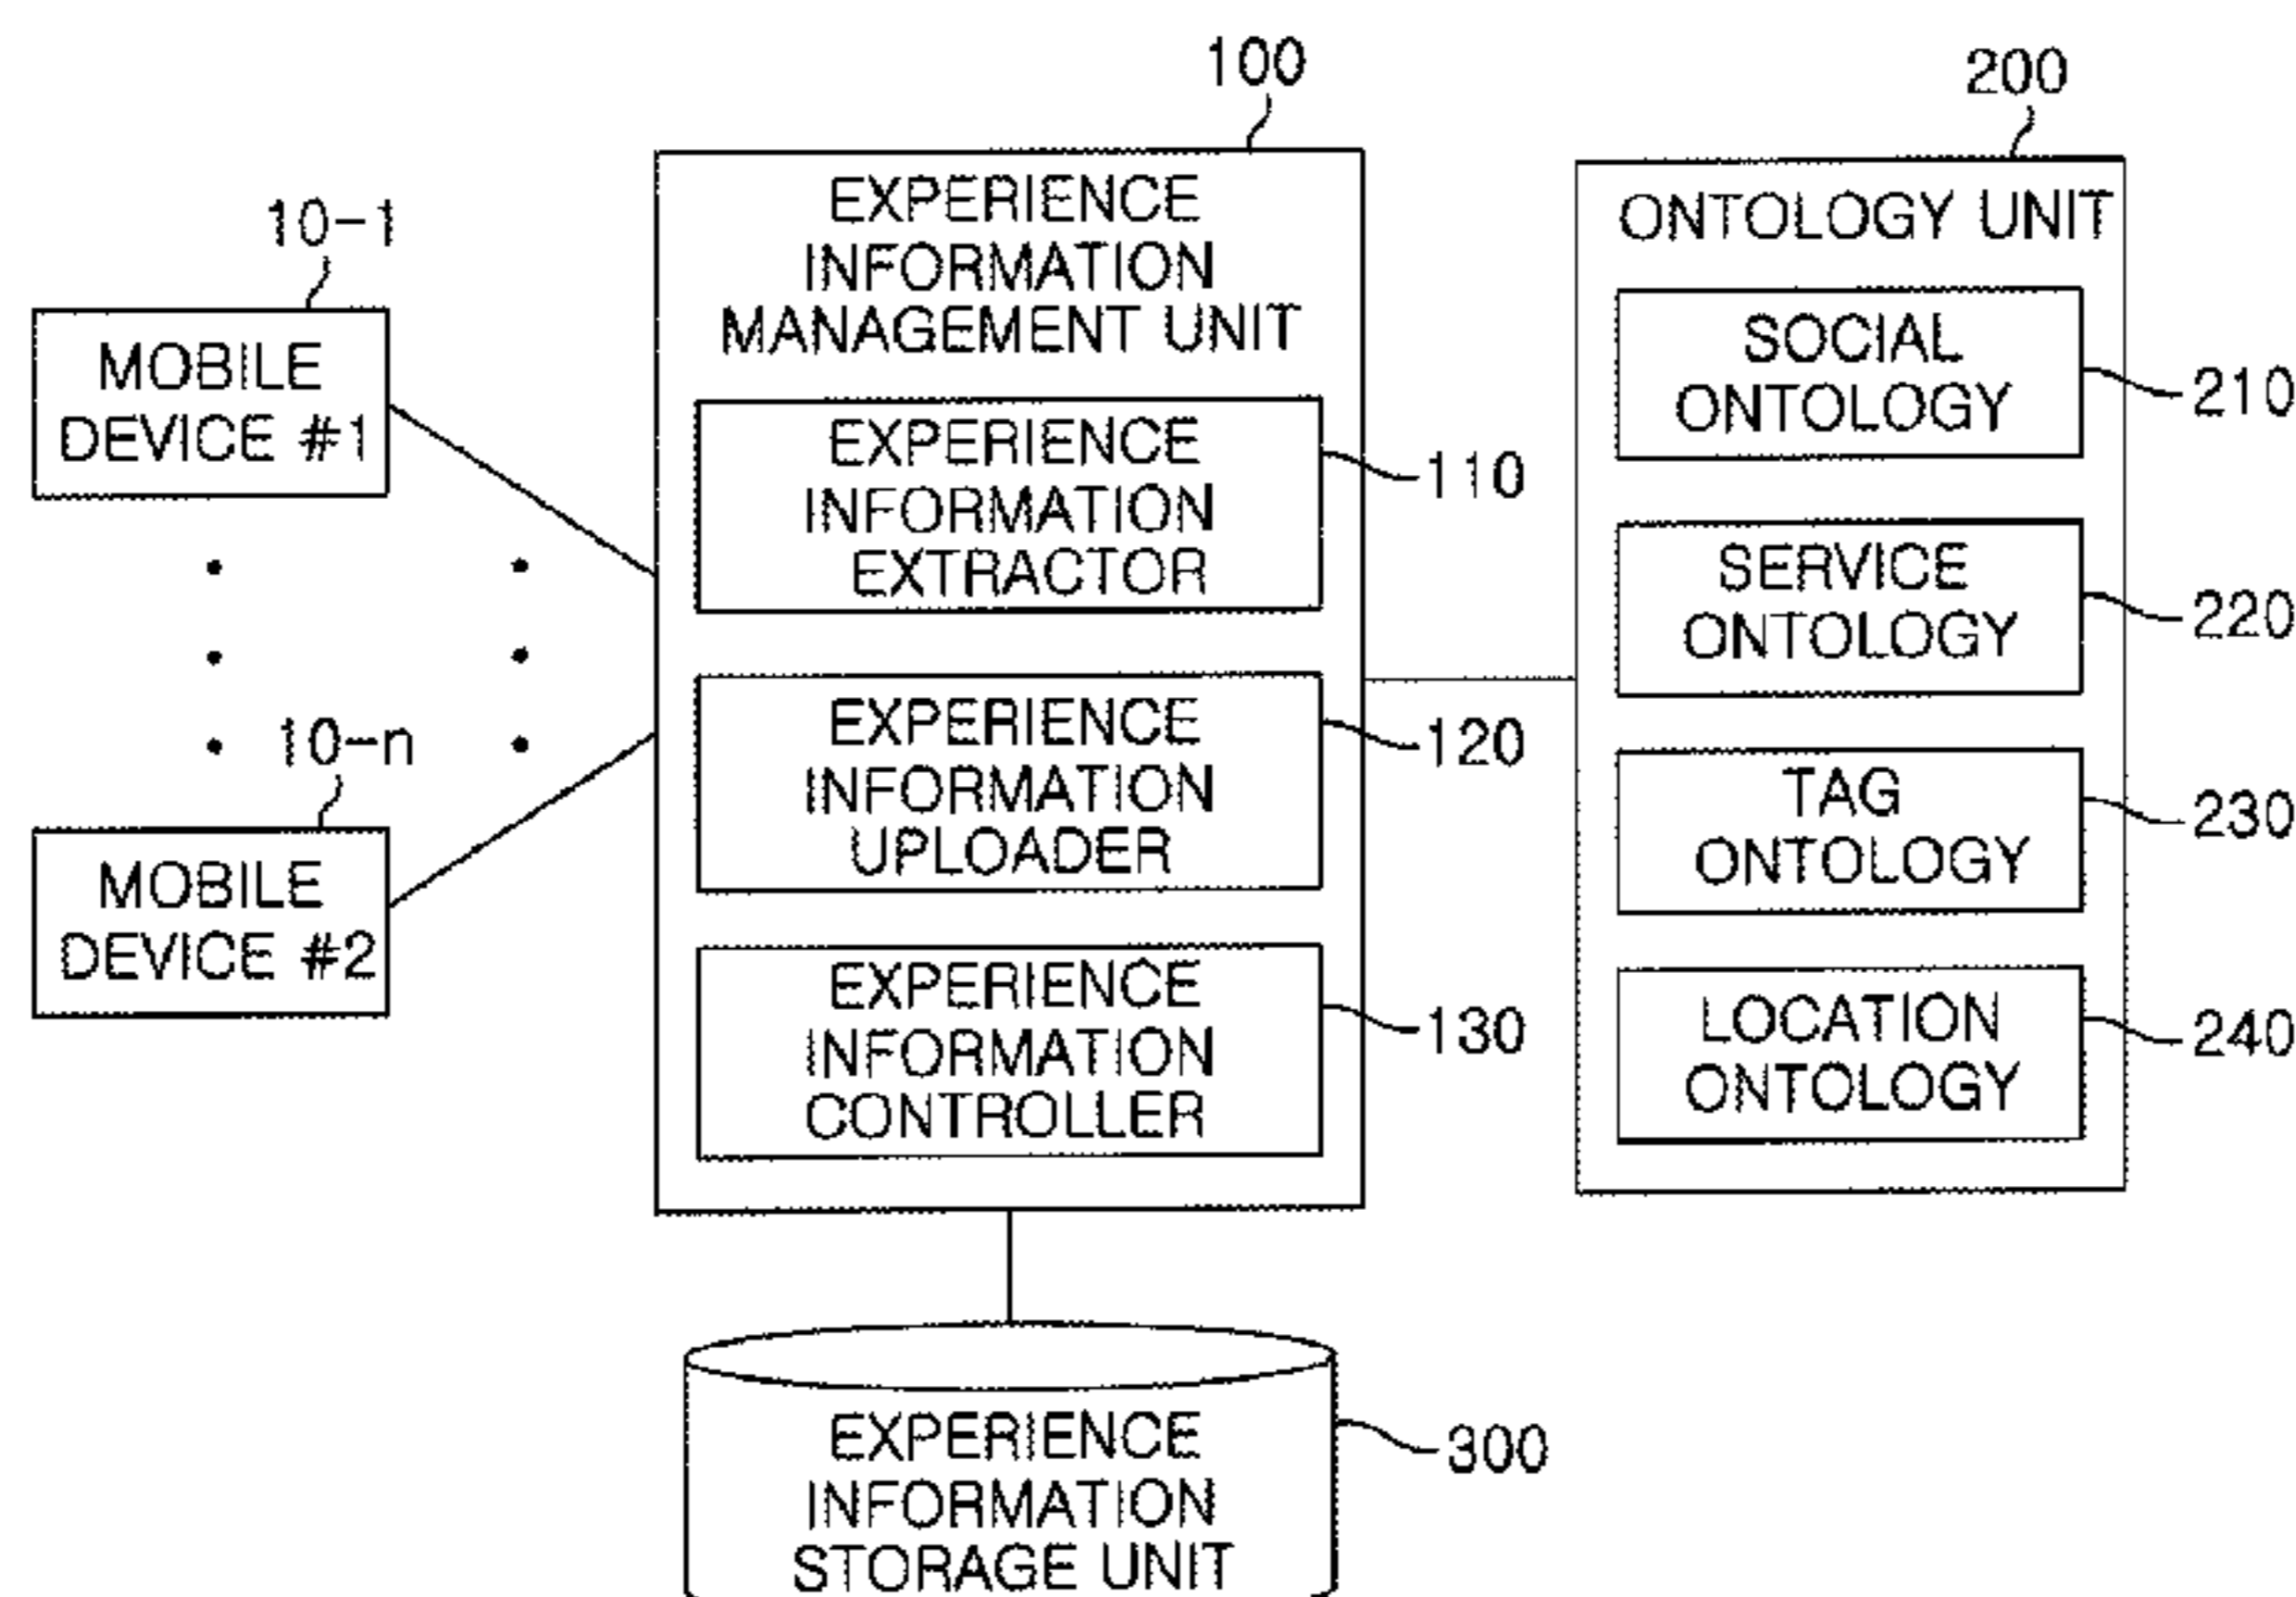 100
200
10-1
MOBILE
DEVICE #1
10-n
MOBILE
DEVICE #2
EXPERIENCE
INFORMATION
MANAGEMENT UNIT
EXPERIENCE
INFORMATION
EXTRACTOR
110
EXPERIENCE
INFORMATION
UPLOADER
120
EXPERIENCE
INFORMATION
CONTROLLER
130
ONTOLOGY UNIT
SOCIAL
ONTOLOGY
210
SERVICE
ONTOLOGY
220
TAG
ONTOLOGY
230
LOCATION
ONTOLOGY
240
EXPERIENCE
INFORMATION
STORAGE UNIT
300